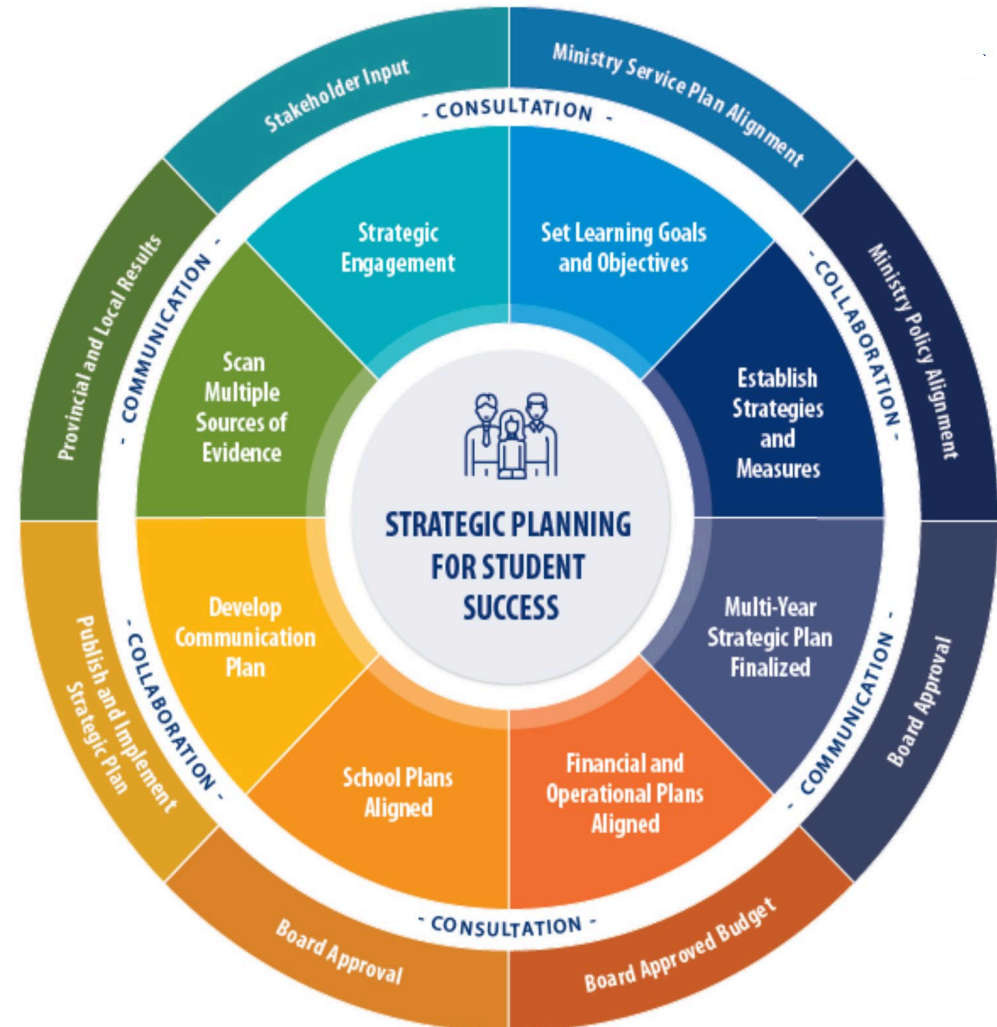 Stakeholder Input
Ministry Service Plan Alignment
Ministry Policy Alignment
Board Approval
Board Approved Budget
Board Approval
Publish and Implement
Strategic Plan
Provincial and Local Results
- CONSULTATION -
- COLLABORATION -
- COMMUNICATION -
- CONSULTATION -
- COLLABORATION -
- COMMUNICATION -
Strategic
Engagement
Set Learning Goals
and Objectives
Establish
Strategies
and
Measures
Multi-Year
Strategic Plan
Finalized
Financial and
Operational Plans
Aligned
School Plans
Aligned
Develop
Communication
Plan
Scan
Multiple
Sources of
Evidence
STRATEGIC PLANNING
FOR STUDENT
SUCCESS